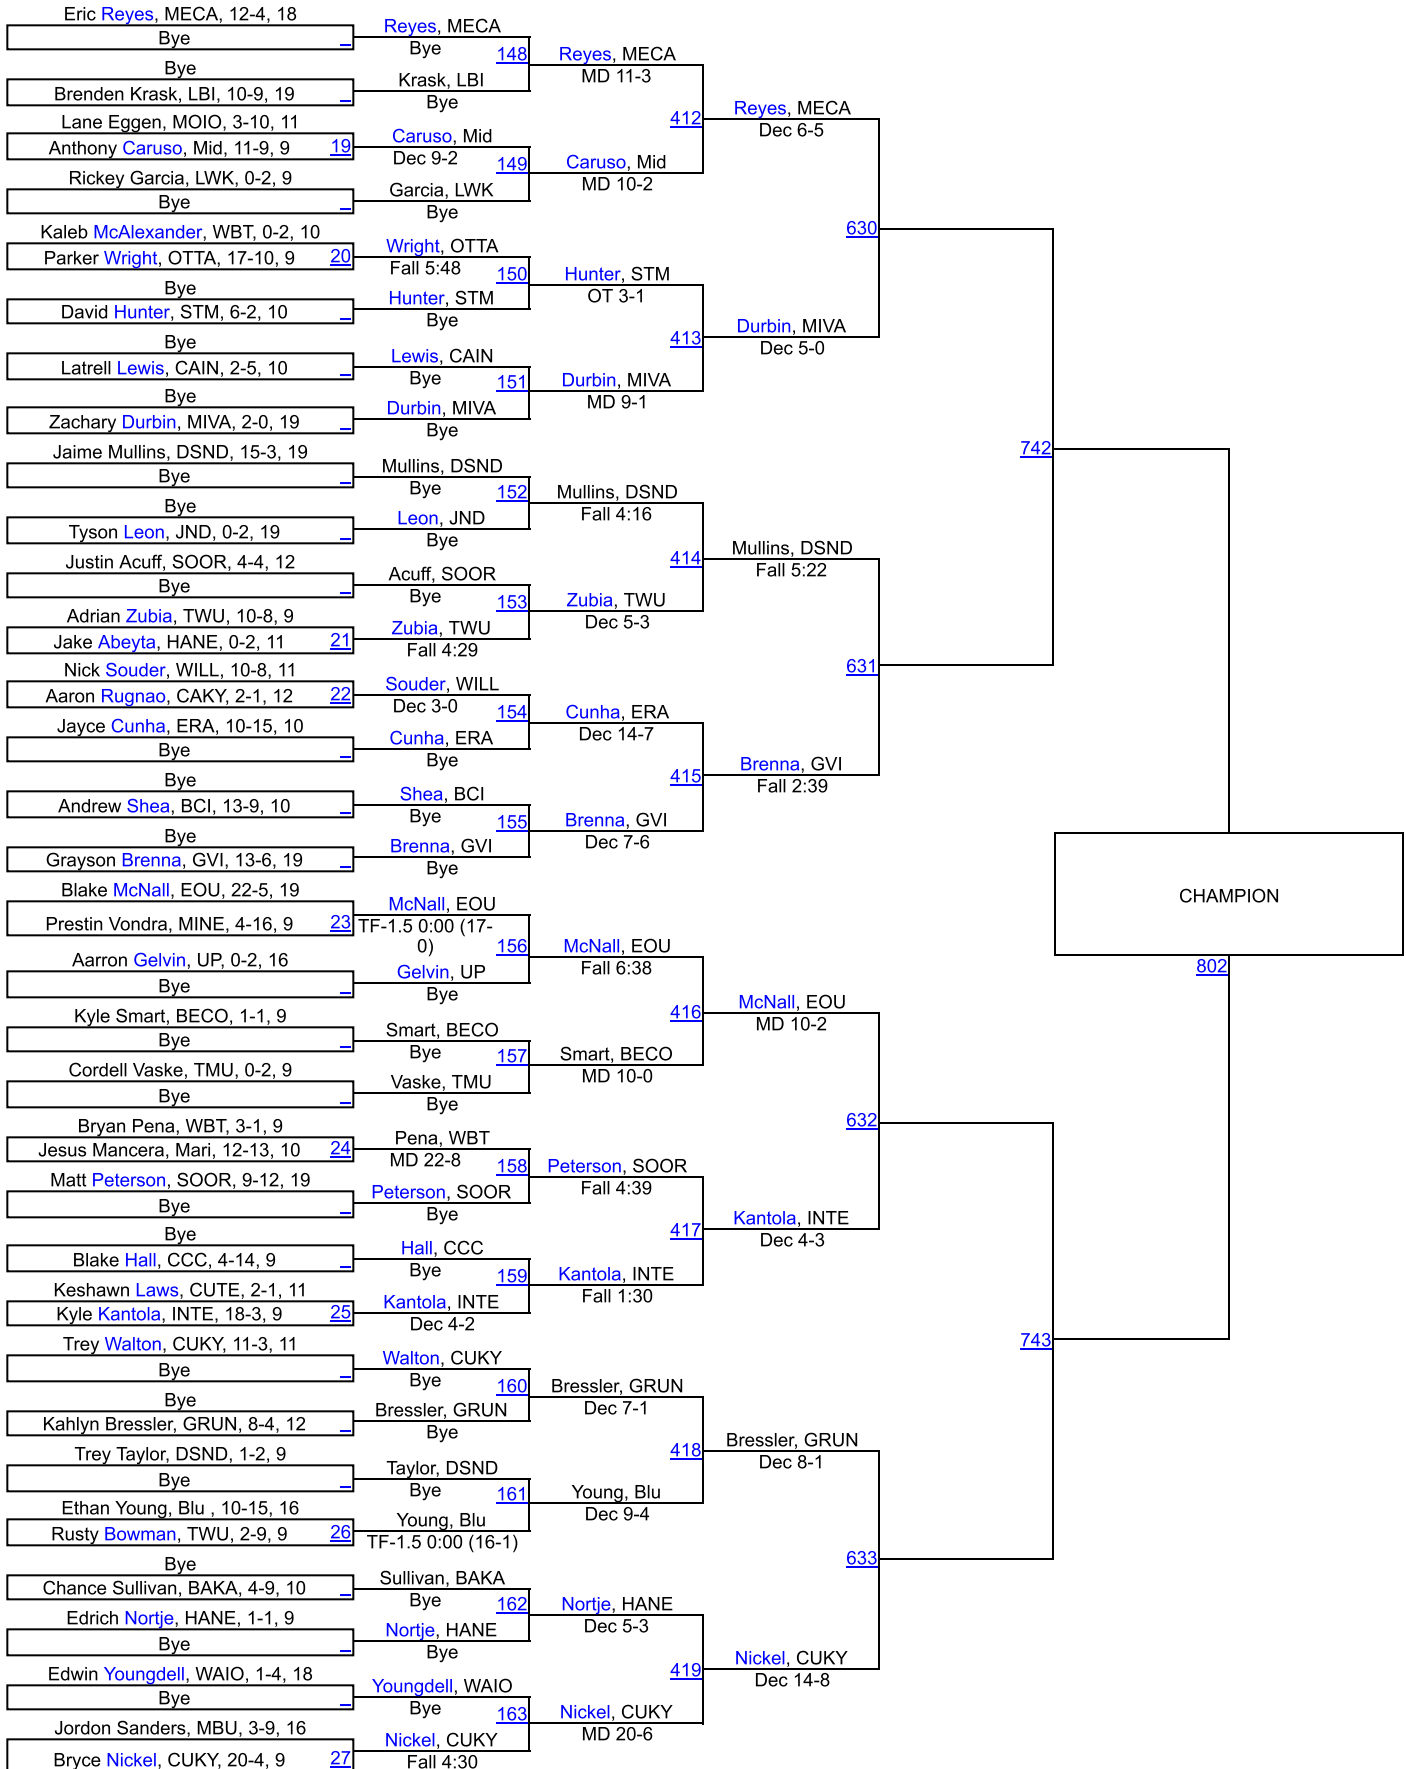 Eric Reyes, MECA, 12-4, 18
Bye
Bye
Brenden Krask, LBI, 10-9, 19
Lane Eggen, MOIO, 3-10, 11
Anthony Caruso, Mid, 11-9, 9 19
Rickey Garcia, LWK, 0-2, 9
Bye
Kaleb McAlexander, WBT, 0-2, 10
Parker Wright, OTTA, 17-10, 9 20
Bye
David Hunter, STM, 6-2, 10
Bye
Latrell Lewis, CAIN, 2-5, 10
Bye
Zachary Durbin, MIVA, 2-0, 19
Jaime Mullins, DSND, 15-3, 19
Bye
Bye
Tyson Leon, JND, 0-2, 19
Justin Acuff, SOOR, 4-4, 12
Bye
Adrian Zubia, TWU, 10-8, 9
Jake Abeyta, HANE, 0-2, 11 21
Nick Souder, WILL, 10-8, 11
Aaron Rugnao, CAKY, 2-1, 12 22
Jayce Cunha, ERA, 10-15, 10
Bye
Bye
Andrew Shea, BCI, 13-9, 10
Bye
Grayson Brenna, GVI, 13-6, 19
Blake McNall, EOU, 22-5, 19
Prestin Vondra, MINE, 4-16, 9 23
Aarron Gelvin, UP, 0-2, 16
Bye
Kyle Smart, BECO, 1-1, 9
Bye
Cordell Vaske, TMU, 0-2, 9
Bye
Bryan Pena, WBT, 3-1, 9
Jesus Mancera, Mari, 12-13, 10 24
Matt Peterson, SOOR, 9-12, 19
Bye
Bye
Blake Hall, CCC, 4-14, 9
Keshawn Laws, CUTE, 2-1, 11
Kyle Kantola, INTE, 18-3, 9 25
Trey Walton, CUKY, 11-3, 11
Bye
Bye
Kahlyn Bressler, GRUN, 8-4, 12
Trey Taylor, DSND, 1-2, 9
Bye
Ethan Young, Blu , 10-15, 16
Rusty Bowman, TWU, 2-9, 9 26
Bye
Chance Sullivan, BAKA, 4-9, 10
Edrich Nortje, HANE, 1-1, 9
Bye
Edwin Youngdell, WAIO, 1-4, 18
Bye
Jordon Sanders, MBU, 3-9, 16
Bryce Nickel, CUKY, 20-4, 9 27
Reyes, MECA
Bye
148
Krask, LBI
Bye
Caruso, Mid
Dec 9-2
149
Garcia, LWK
Bye
Wright, OTTA
Fall 5:48
150
Hunter, STM
Bye
Lewis, CAIN
Bye
151
Durbin, MIVA
Bye
Mullins, DSND
Bye
152
Leon, JND
Bye
Acuff, SOOR
Bye
153
Zubia, TWU
Fall 4:29
Souder, WILL
Dec 3-0
154
Cunha, ERA
Bye
Shea, BCI
Bye
155
Brenna, GVI
Bye
McNall, EOU
TF-1.5 0:00 (17-
0)
156
Gelvin, UP
Bye
Smart, BECO
Bye
157
Vaske, TMU
Bye
Pena, WBT
MD 22-8
158
Peterson, SOOR
Bye
Hall, CCC
Bye
159
Kantola, INTE
Dec 4-2
Walton, CUKY
Bye
160
Bressler, GRUN
Bye
Taylor, DSND
Bye
161
Young, Blu
TF-1.5 0:00 (16-1)
Sullivan, BAKA
Bye
162
Nortje, HANE
Bye
Youngdell, WAIO
Bye
163
Nickel, CUKY
Fall 4:30
Reyes, MECA
MD 11-3
412
Caruso, Mid
MD 10-2
Hunter, STM
OT 3-1
413
Durbin, MIVA
MD 9-1
Mullins, DSND
Fall 4:16
414
Zubia, TWU
Dec 5-3
Cunha, ERA
Dec 14-7
415
Brenna, GVI
Dec 7-6
McNall, EOU
Fall 6:38
416
Smart, BECO
MD 10-0
Peterson, SOOR
Fall 4:39
417
Kantola, INTE
Fall 1:30
Bressler, GRUN
Dec 7-1
418
Young, Blu
Dec 9-4
Nortje, HANE
Dec 5-3
419
Nickel, CUKY
MD 20-6
Reyes, MECA
Dec 6-5
630
Durbin, MIVA
Dec 5-0
Mullins, DSND
Fall 5:22
631
Brenna, GVI
Fall 2:39
McNall, EOU
MD 10-2
632
Kantola, INTE
Dec 4-3
Bressler, GRUN
Dec 8-1
633
Nickel, CUKY
Dec 14-8
742
743
CHAMPION
802